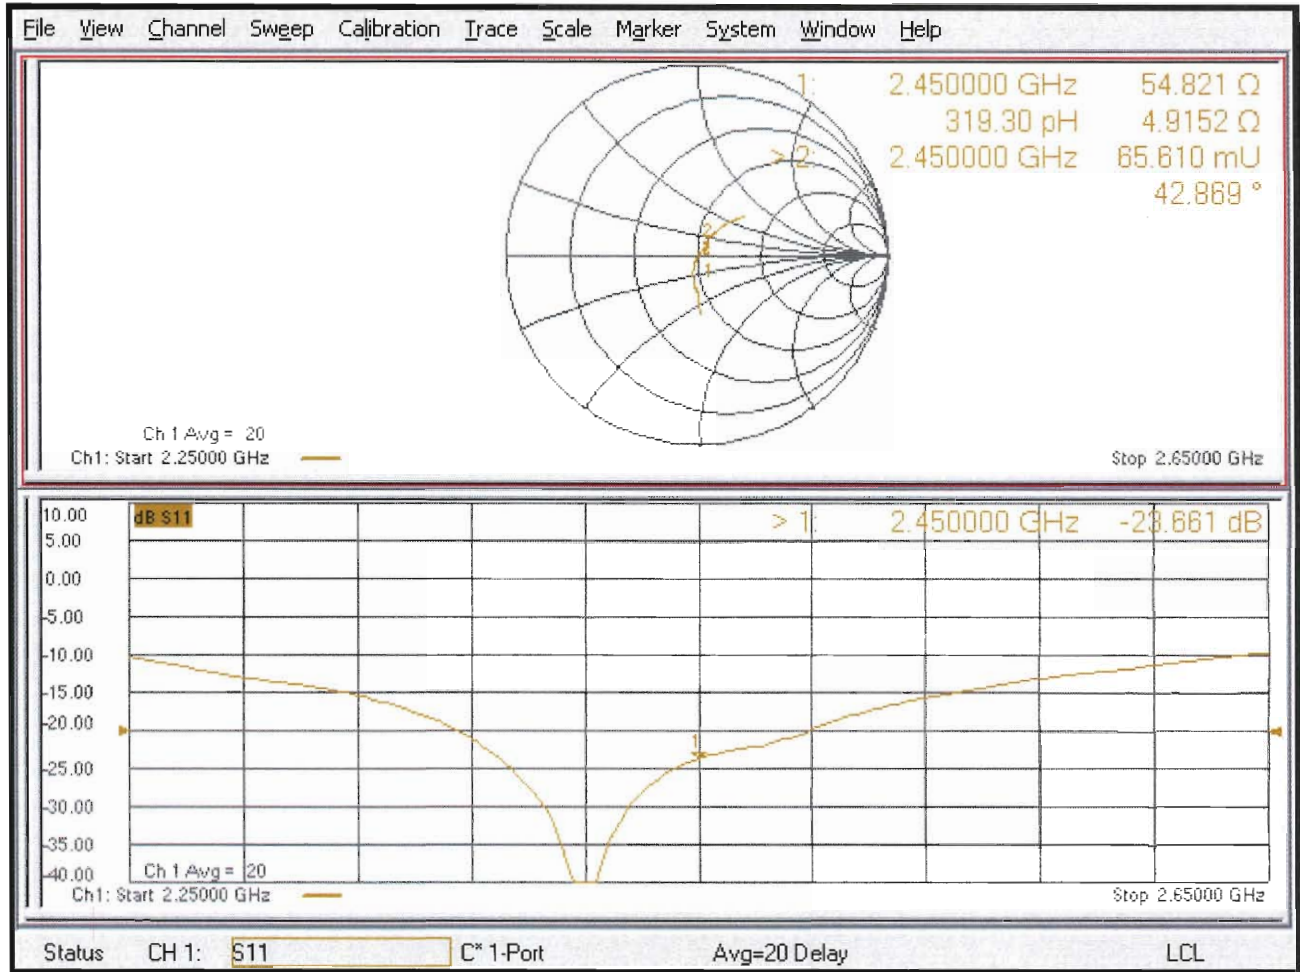 File View Channel Sweep Calibration Trace Scale Marker System Window Help
1: 2.450000 GHz 54.821 Ω
319.30 pH 4.9152 Ω
> 2: 2.450000 GHz 65.610 mU
42.869 °
2
1
Ch 1 Avg = 20
Ch1: Start 2.25000 GHz Stop 2.65000 GHz
10.00 dB S11 > 1: 2.450000 GHz -23.661 dB
5.00
0.00
-5.00
-10.00
-15.00
-20.00
1
-25.00
-30.00
-35.00
-40.00 Ch 1 Avg = 20
Ch1: Start 2.25000 GHz Stop 2.65000 GHz
Status CH 1: S11 C* 1-Port Avg=20 Delay LCL